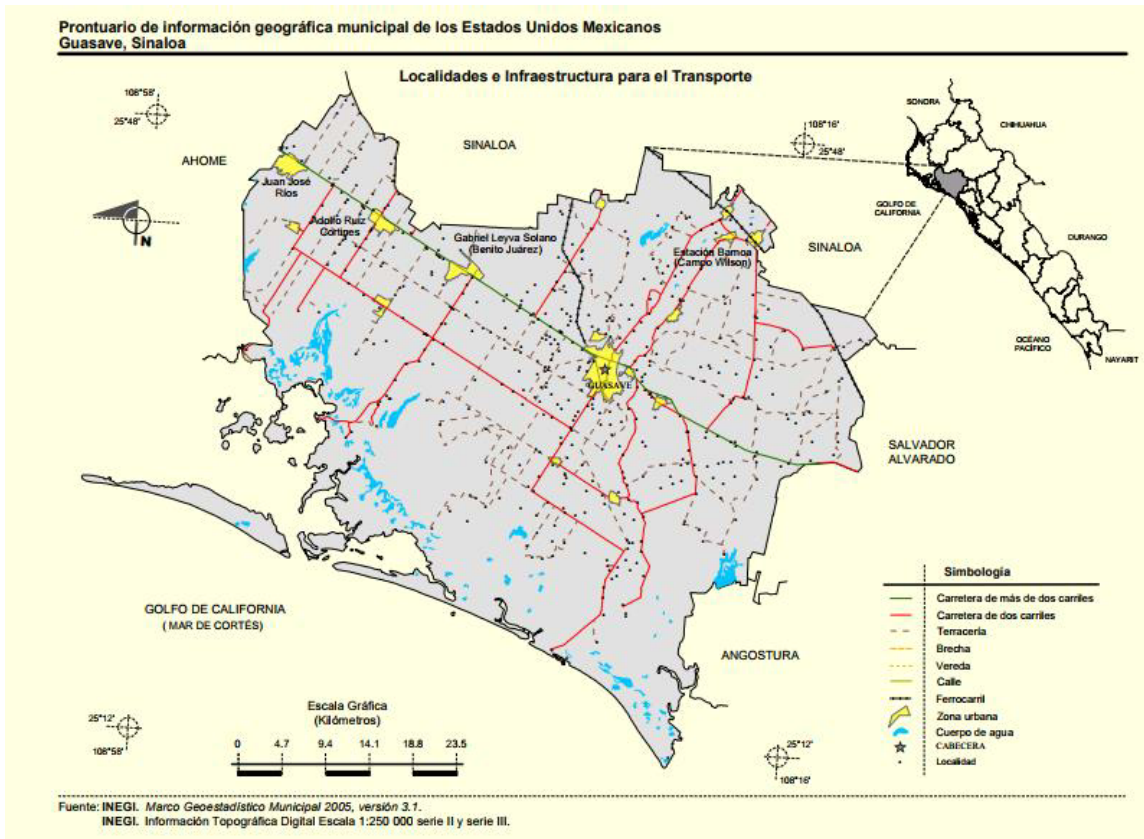 Prontuario de información geográfica municipal de los Estados Unidos Mexicanos
Guasave, Sinaloa
Localidades e Infraestructura para el Transporte
108°58'
25°48'
108°16'
25°48'
AHOME
SINALOA
SONORA
CHIHUAHUA
GOLFO DE
CALIFORNIA
DURANGO
OCÉANO
PACÍFICO
NAYARIT
N
Juan José
Ríos
Adolfo Ruiz
Cortines
Gabriel Leyva Solano
(Benito Juárez)
Estación Bamoa
(Campo Wilson)
SINALOA
GUASAVE
SALVADOR
ALVARADO
GOLFO DE CALIFORNIA
( MAR DE CORTÉS)
ANGOSTURA
Simbología
Carretera de más de dos carriles
Carretera de dos carriles
Terracería
Brecha
Vereda
Calle
Ferrocarril
Zona urbana
Cuerpo de agua
CABECERA
Localidad
Escala Gráfica
(Kilómetros)
0 4.7 9.4 14.1 18.8 23.5
25°12'
108°58'
25°12'
108°16'
Fuente: INEGI. Marco Geoestadístico Municipal 2005, versión 3.1.
INEGI. Información Topográfica Digital Escala 1:250 000 serie II y serie III.